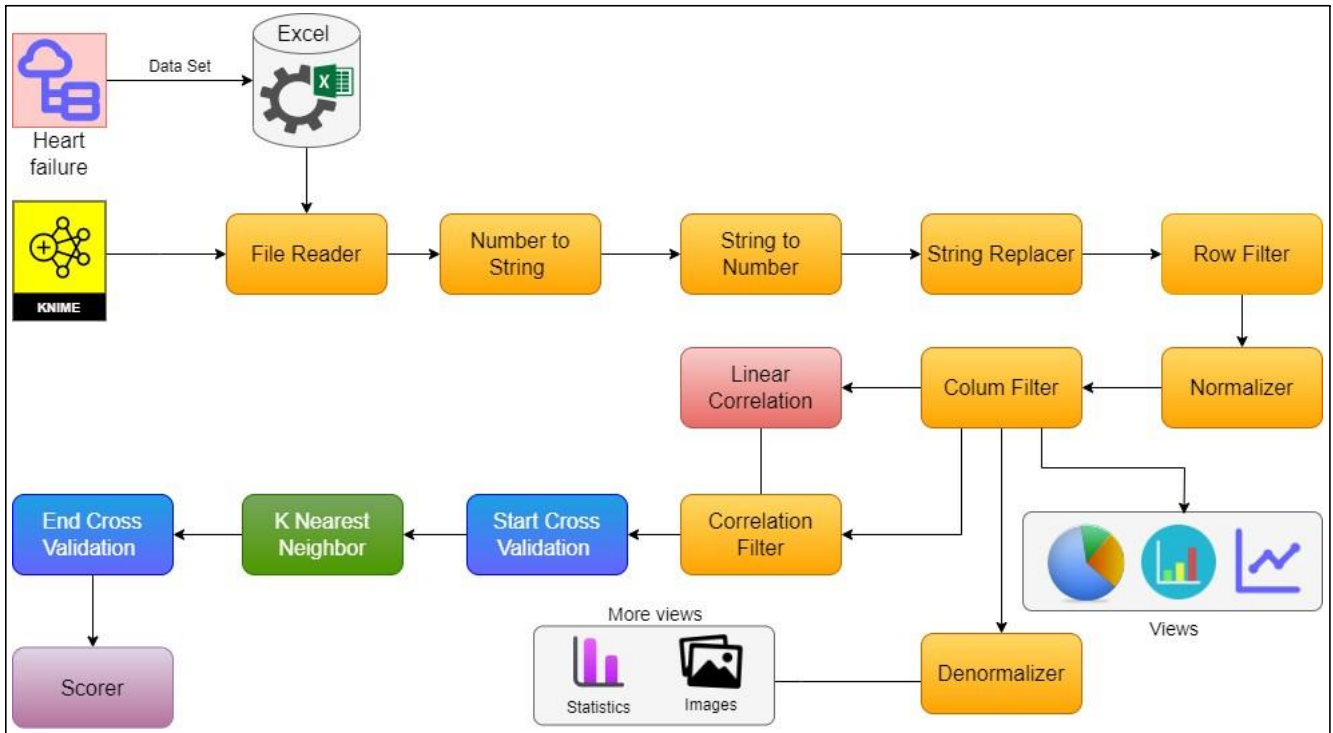 Excel
Data Set
Heart
failure
KNIME
File Reader
Number to
String
String to
Number
String Replacer
Row Filter
Linear
Correlation
Colum Filter
Normalizer
End Cross
Validation
K Nearest
Neighbor
Start Cross
Validation
Correlation
Filter
Views
More views
Statistics
Images
Denormalizer
Scorer